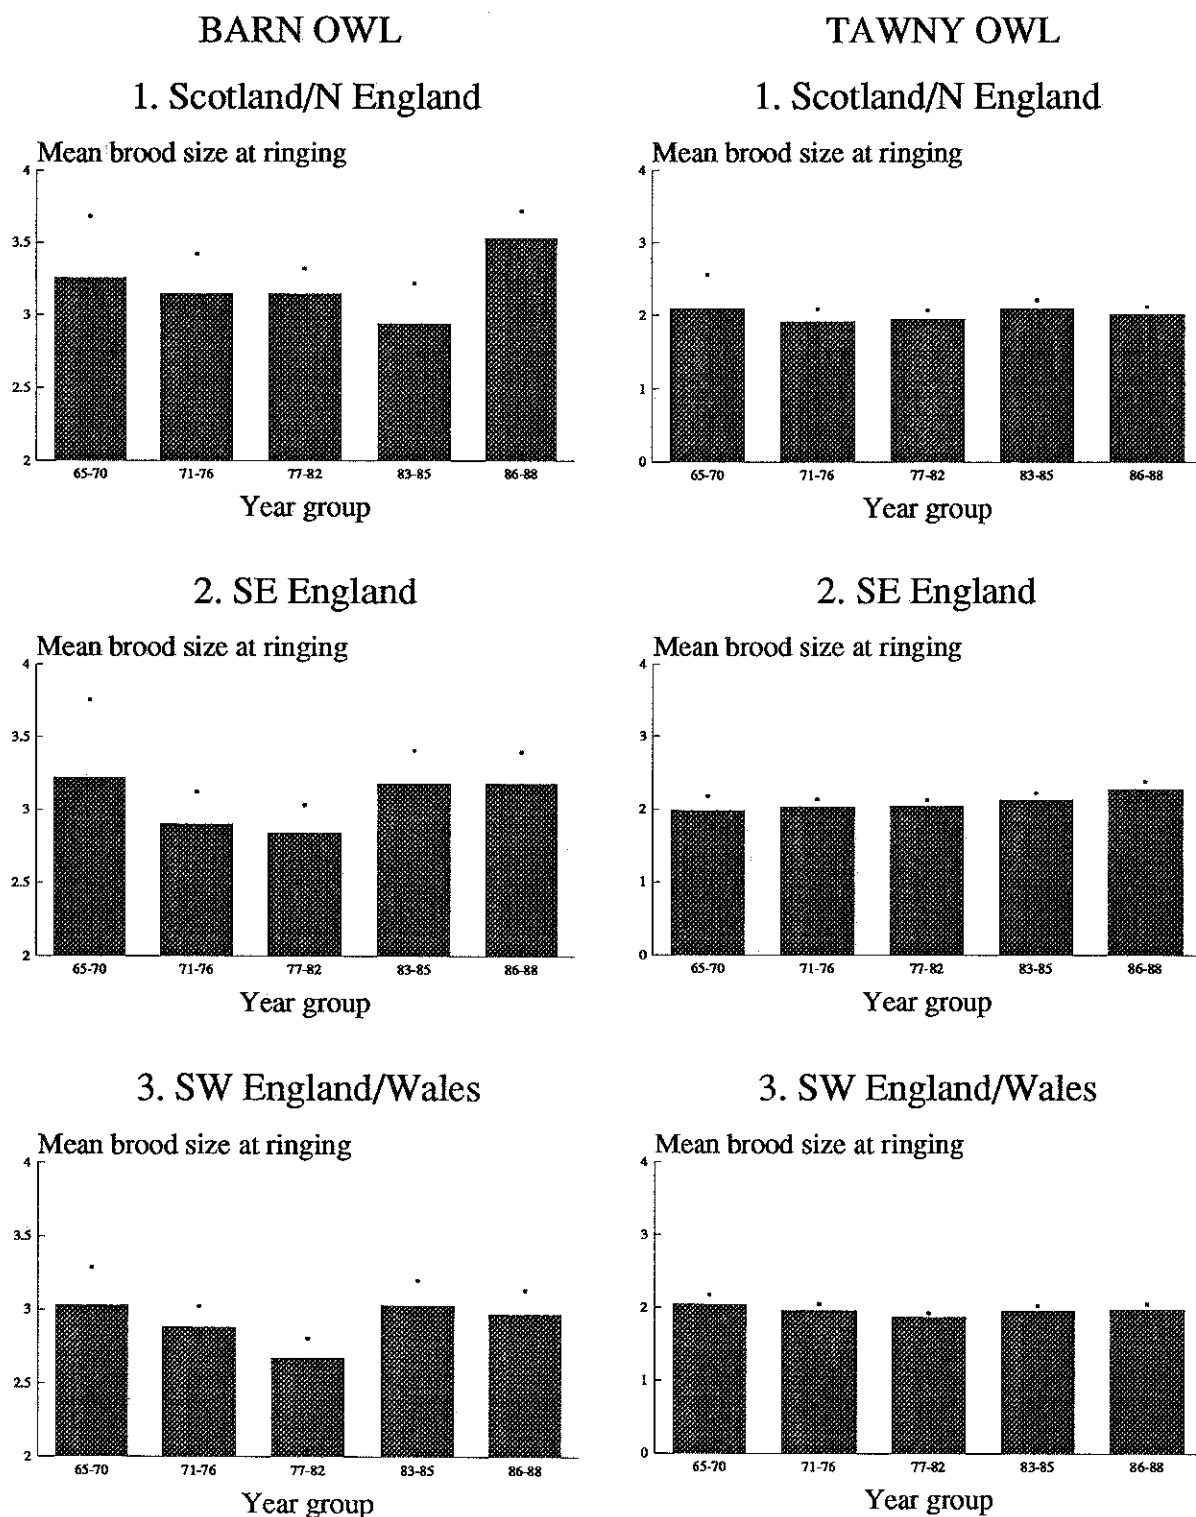 BARN OWL
1. Scotland/N England
Mean brood size at ringing
4
3.5
3
2.5
2
65-70 71-76 77-82 83-85 86-88
Year group
2. SE England
Mean brood size at ringing
4
3.5
3
2.5
2
65-70 71-76 77-82 83-85 86-88
Year group
3. SW England/Wales
Mean brood size at ringing
4
3.5
3
2.5
2
65-70 71-76 77-82 83-85 86-88
Year group
TAWNY OWL
1. Scotland/N England
Mean brood size at ringing
4
3
2
1
0
65-70 71-76 77-82 83-85 86-88
Year group
2. SE England
Mean brood size at ringing
4
3
2
1
0
65-70 71-76 77-82 83-85 86-88
Year group
3. SW England/Wales
Mean brood size at ringing
4
3
2
1
0
65-70 71-76 77-82 83-85 86-88
Year group